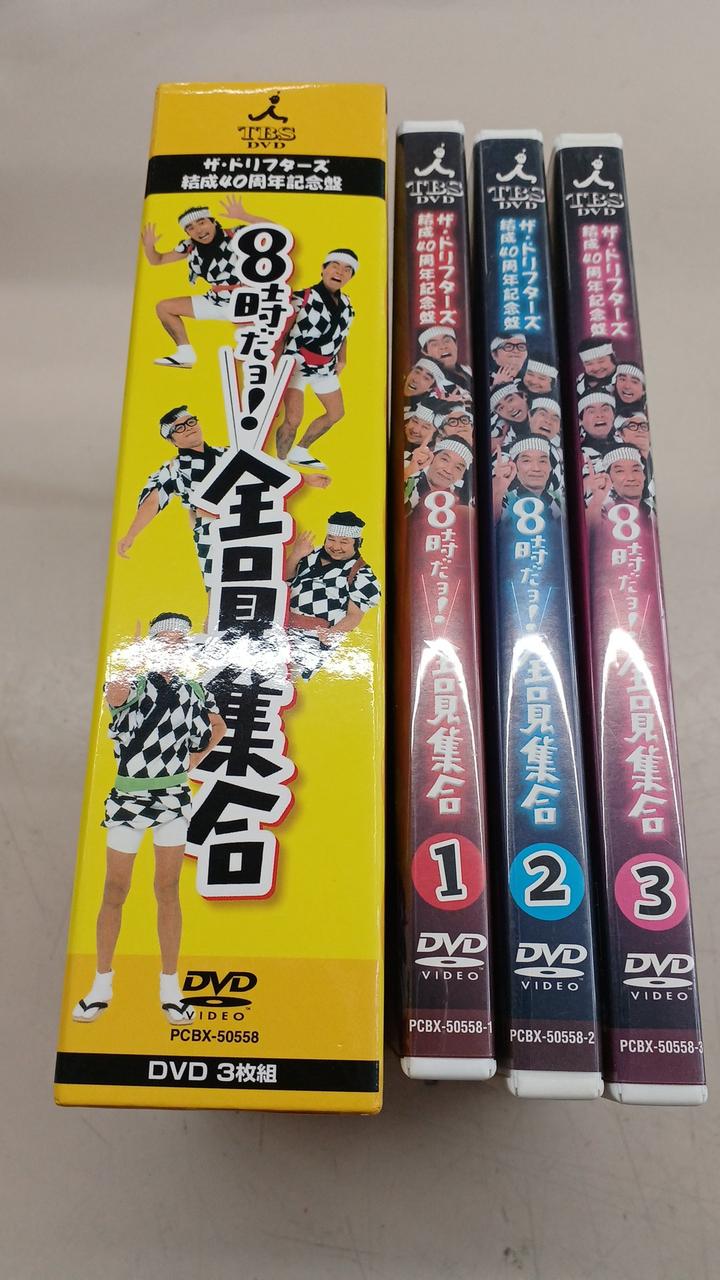 TBS
DVD
ザ・ドリフターズ
結成40周年記念盤
8時だョ!
全員集合
DVD
VIDEO™
PCBX-50558
DVD 3枚組
TBS
DVD
ザ・ドリフターズ
結成40周年記念盤
8時だョ!
全員集合
1
DVD
VIDEO™
PCBX-50558-1
TBS
DVD
ザ・ドリフターズ
結成40周年記念盤
8時だョ!
全員集合
2
DVD
VIDEO™
PCBX-50558-2
TBS
DVD
ザ・ドリフターズ
結成40周年記念盤
8時だョ!
全員集合
3
DVD
VIDEO™
PCBX-50558-3